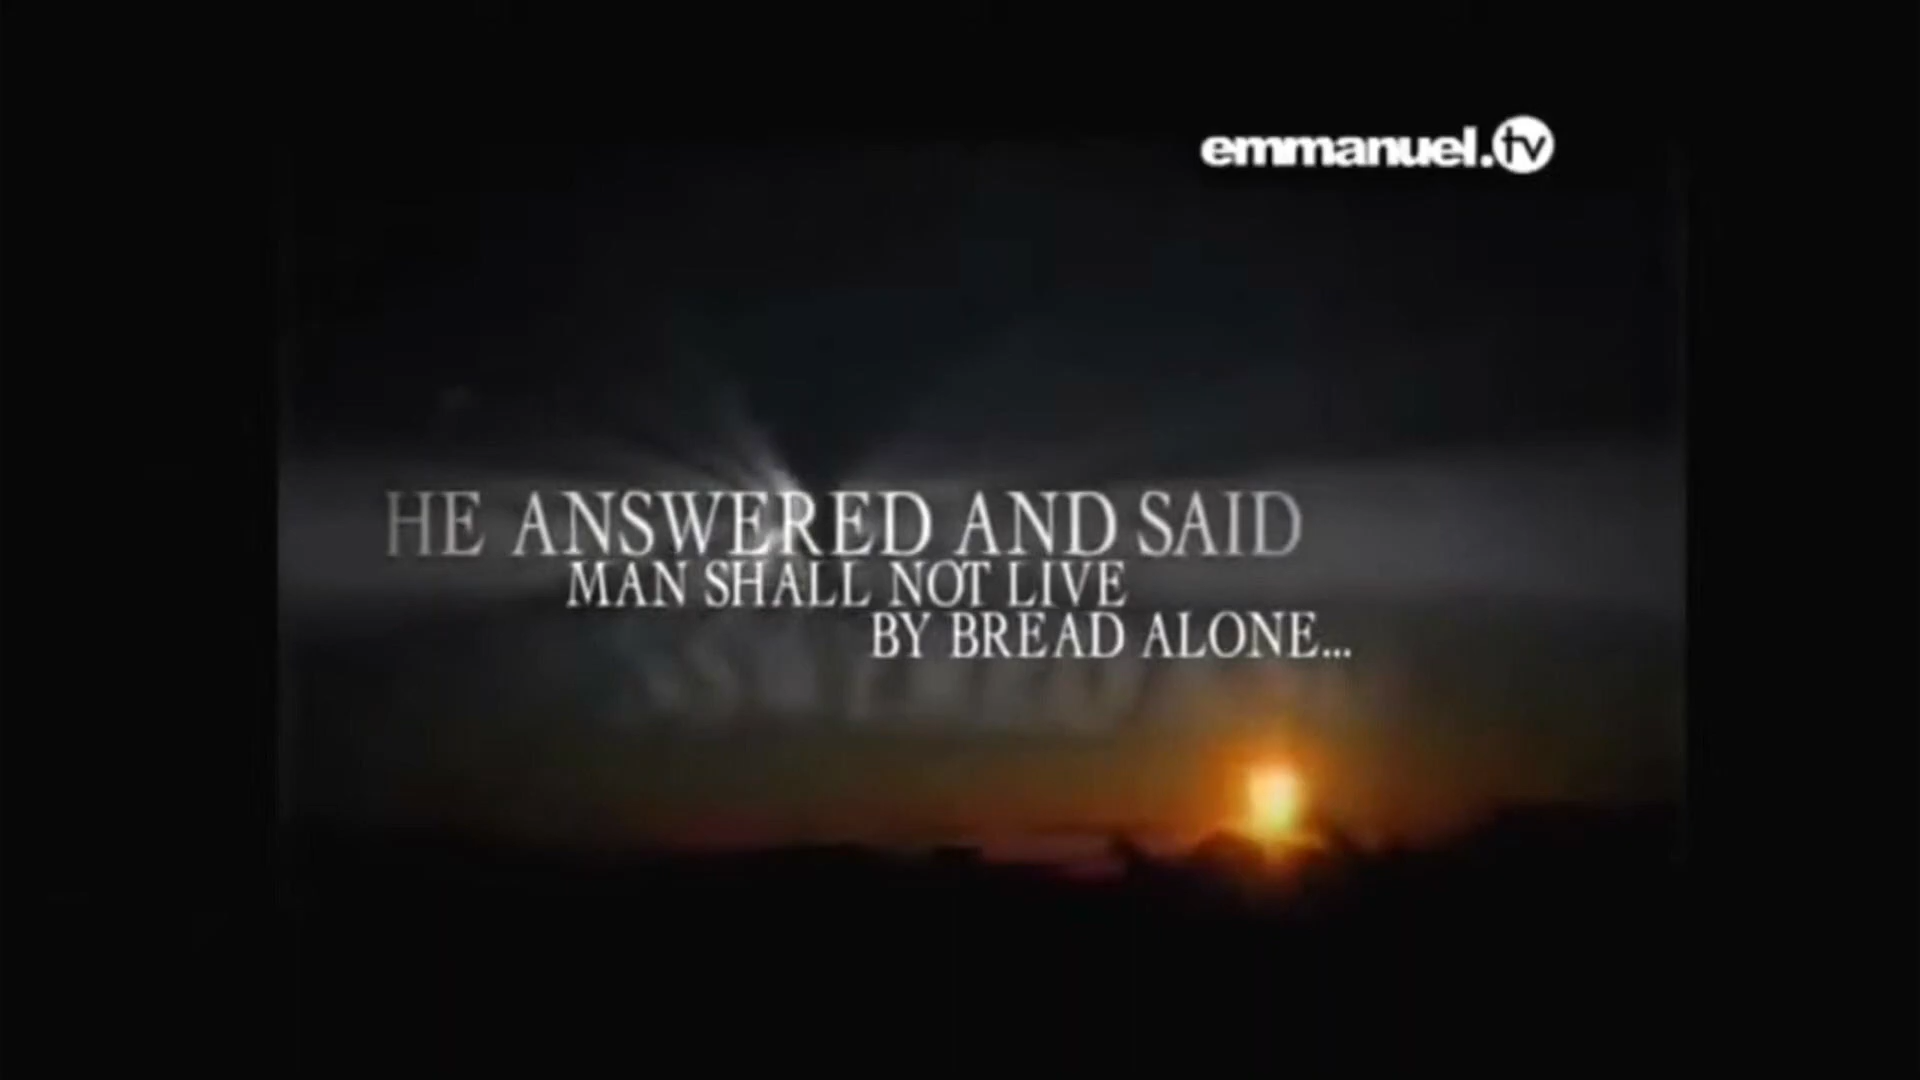 emmanuel.tv
HE ANSWERED AND SAID
MAN SHALL NOT LIVE
BY BREAD ALONE...